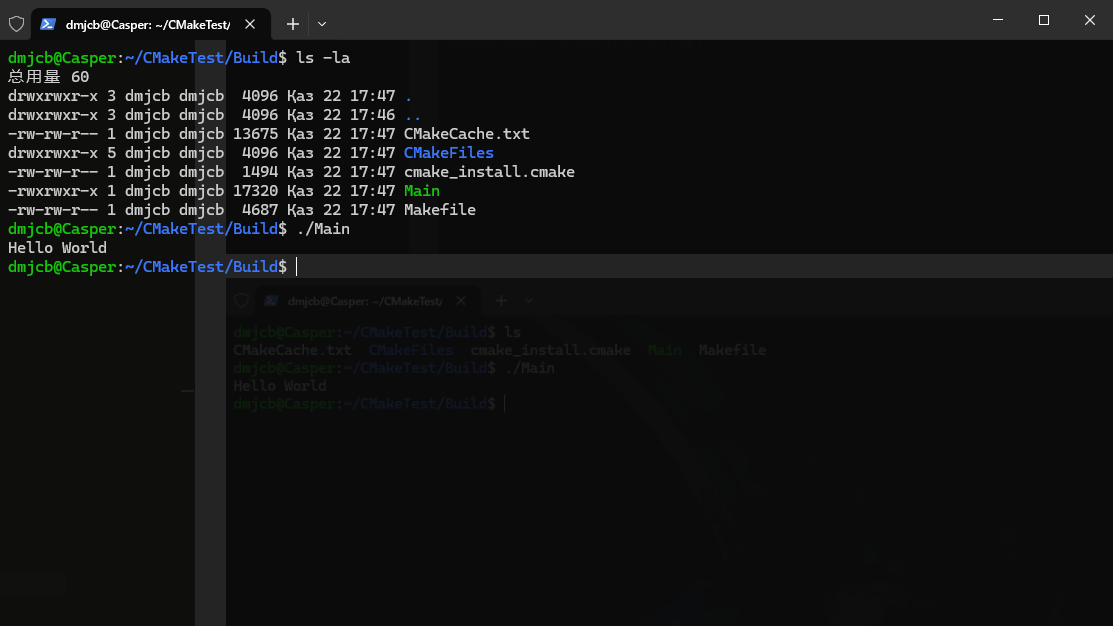 dmjcb@Casper: ~/CMakeTest/
dmjcb@Casper:~/CMakeTest/Build$ ls -la
总用量 60
drwxrwxr-x 3 dmjcb dmjcb  4096 Қаз 22 17:47 .
drwxrwxr-x 3 dmjcb dmjcb  4096 Қаз 22 17:46 ..
-rw-rw-r-- 1 dmjcb dmjcb 13675 Қаз 22 17:47 CMakeCache.txt
drwxrwxr-x 5 dmjcb dmjcb  4096 Қаз 22 17:47 CMakeFiles
-rw-rw-r-- 1 dmjcb dmjcb  1494 Қаз 22 17:47 cmake_install.cmake
-rwxrwxr-x 1 dmjcb dmjcb 17320 Қаз 22 17:47 Main
-rw-rw-r-- 1 dmjcb dmjcb  4687 Қаз 22 17:47 Makefile
dmjcb@Casper:~/CMakeTest/Build$ ./Main
Hello World
dmjcb@Casper:~/CMakeTest/Build$
dmjcb@Casper: ~/CMakeTest/
dmjcb@Casper:~/CMakeTest/Build$ ls
CMakeCache.txt  CMakeFiles  cmake_install.cmake  Main  Makefile
dmjcb@Casper:~/CMakeTest/Build$ ./Main
Hello World
dmjcb@Casper:~/CMakeTest/Build$